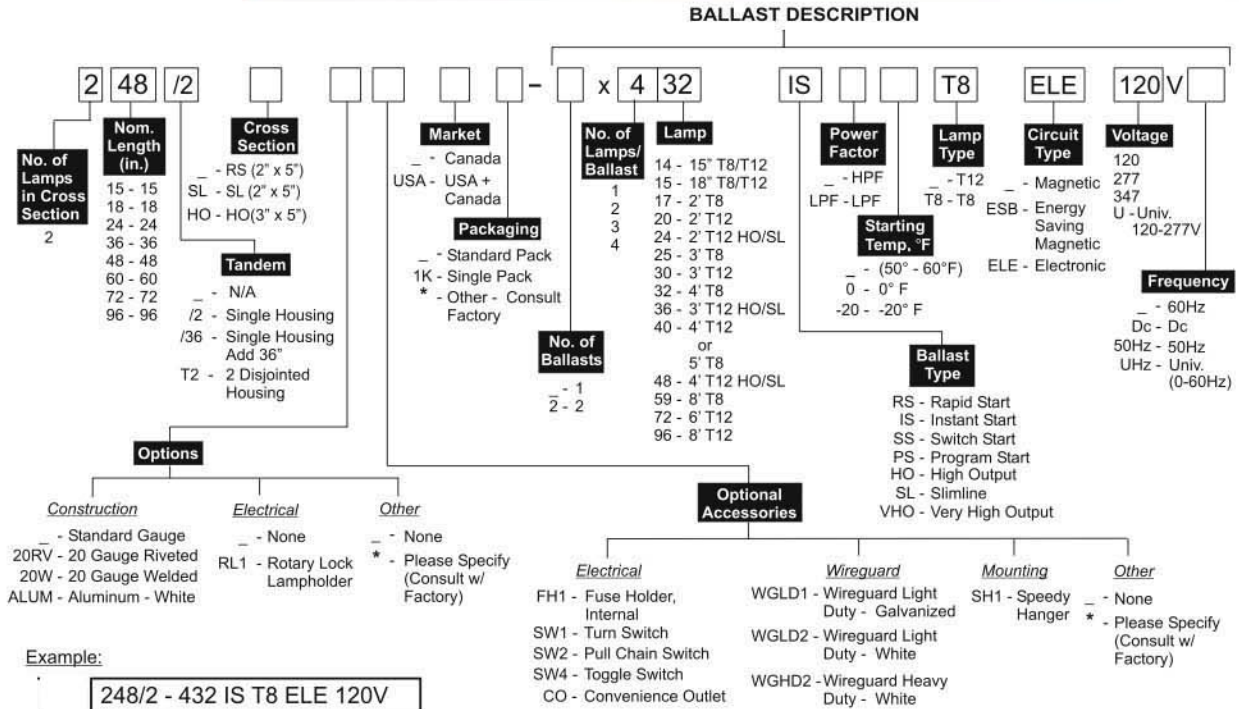 BALLAST DESCRIPTION
2 48 /2 - x 4 32 IS T8 ELE 120 V
No. of
Lamps
in Cross
Section
2
Nom.
Length
(in.)
15 - 15
18 - 18
24 - 24
36 - 36
48 - 48
60 - 60
72 - 72
96 - 96
Cross
Section
_ - RS (2" x 5")
SL - SL (2" x 5")
HO - HO(3" x 5")
Tandem
_ - N/A
/2 - Single Housing
/36 - Single Housing
Add 36"
T2 - 2 Disjointed
Housing
Market
_ - Canada
USA - USA +
Canada
Packaging
_ - Standard Pack
1K - Single Pack
* - Other - Consult
Factory
No. of
Ballasts
_ - 1
2 - 2
No. of
Lamps/
Ballast
1
2
3
4
Lamp
14 - 15" T8/T12
15 - 18" T8/T12
17 - 2' T8
20 - 2' T12
24 - 2' T12 HO/SL
25 - 3' T8
30 - 3' T12
32 - 4' T8
36 - 3' T12 HO/SL
40 - 4' T12
or
5' T8
48 - 4' T12 HO/SL
59 - 8' T8
72 - 6' T12
96 - 8' T12
Power
Factor
_ - HPF
LPF - LPF
Starting
Temp, °F
_ - (50° - 60°F)
0 - 0° F
-20 - -20° F
Lamp
Type
_ - T12
T8 - T8
Circuit
Type
_ - Magnetic
ESB - Energy
Saving
Magnetic
ELE - Electronic
Voltage
120
277
347
U - Univ.
120-277V
Frequency
_ - 60Hz
Dc - Dc
50Hz - 50Hz
UHz - Univ.
(0-60Hz)
Ballast
Type
RS - Rapid Start
IS - Instant Start
SS - Switch Start
PS - Program Start
HO - High Output
SL - Slimline
VHO - Very High Output
Options
Construction
_ - Standard Gauge
20RV - 20 Gauge Riveted
20W - 20 Gauge Welded
ALUM - Aluminum - White
Electrical
_ - None
RL1 - Rotary Lock
Lampholder
Other
_ - None
* - Please Specify
(Consult w/
Factory)
Optional
Accessories
Electrical
FH1 - Fuse Holder,
Internal
SW1 - Turn Switch
SW2 - Pull Chain Switch
SW4 - Toggle Switch
CO - Convenience Outlet
Wireguard
WGLD1 - Wireguard Light
Duty - Galvanized
WGLD2 - Wireguard Light
Duty - White
WGHD2 - Wireguard Heavy
Duty - White
Mounting
SH1 - Speedy
Hanger
Other
_ - None
* - Please Specify
(Consult w/
Factory)
Example:
248/2 - 432 IS T8 ELE 120V